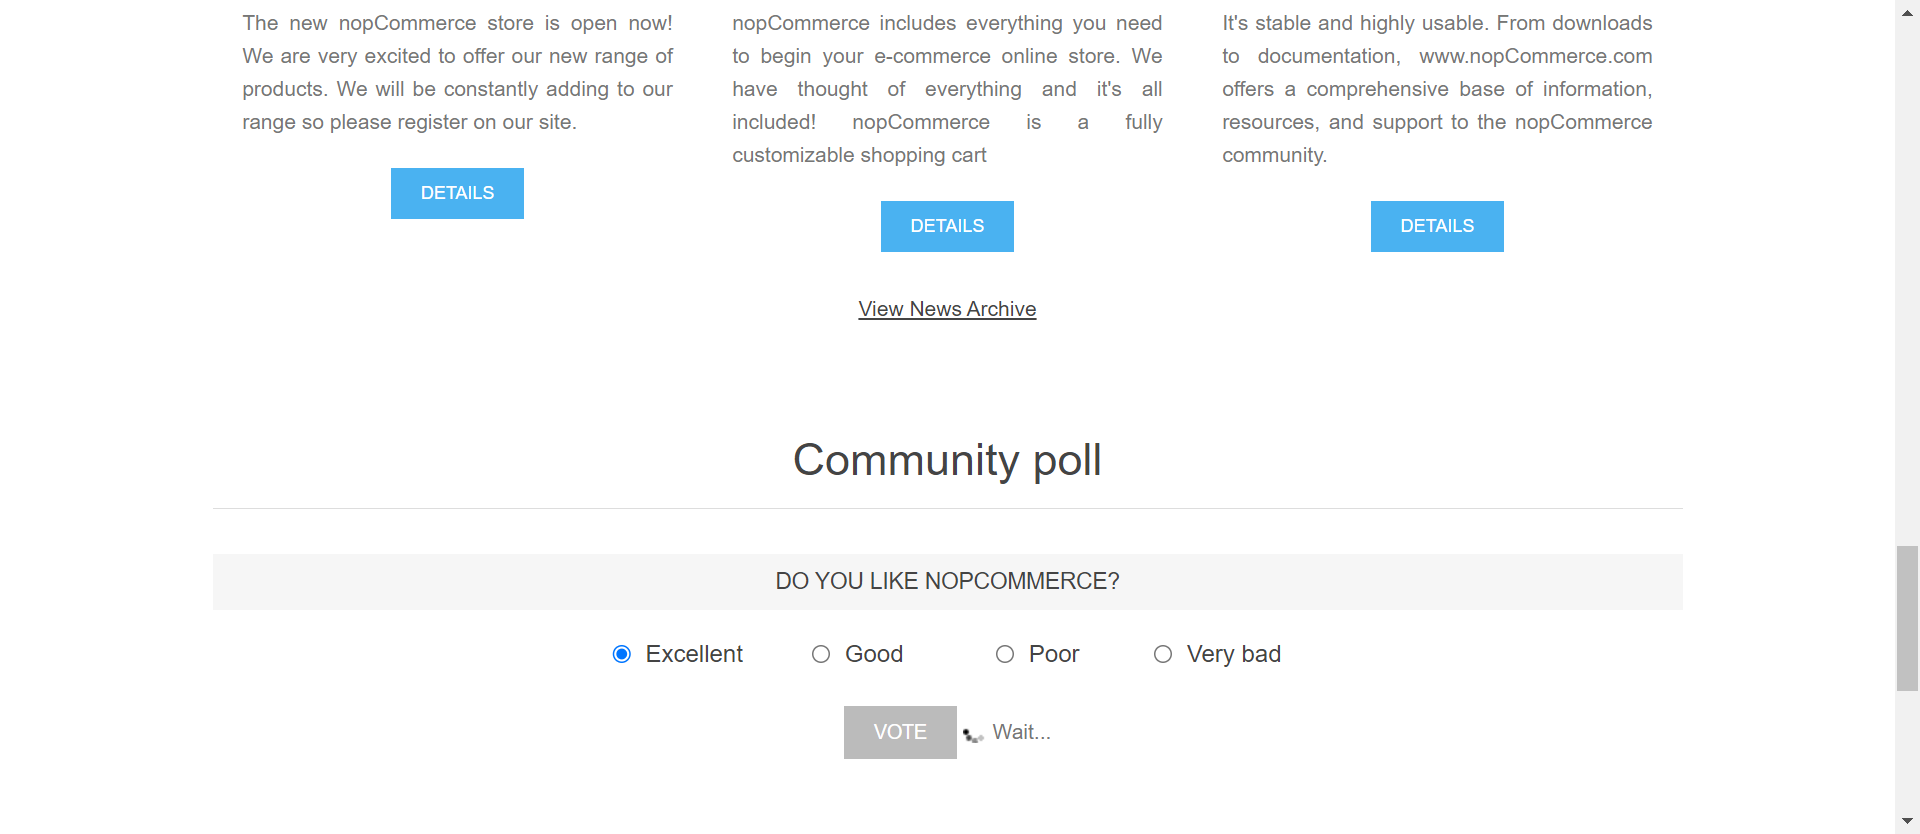 The new nopCommerce store is open now!
We are very excited to offer our new range of
products. We will be constantly adding to our
range so please register on our site.
DETAILS
nopCommerce includes everything you need
to begin your e-commerce online store. We
have thought of everything and it's all
included! nopCommerce is a fully
customizable shopping cart
DETAILS
It's stable and highly usable. From downloads
to documentation, www.nopCommerce.com
offers a comprehensive base of information,
resources, and support to the nopCommerce
community.
DETAILS
View News Archive
Community poll
DO YOU LIKE NOPCOMMERCE?
Excellent Good Poor Very bad
VOTE Wait...